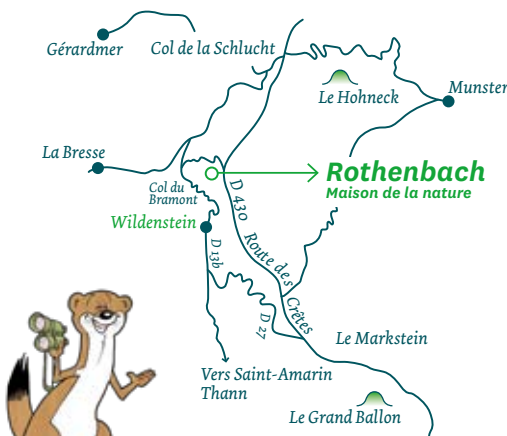 Gérardmer
Col de la Schlucht
Le Hohneck
Munster
La Bresse
Rothenbach
Maison de la nature
Col du
Bramont
D 430
Wildenstein
D 13b
Route des Crêtes
D 27
Le Markstein
Vers Saint-Amarin
Thann
Le Grand Ballon